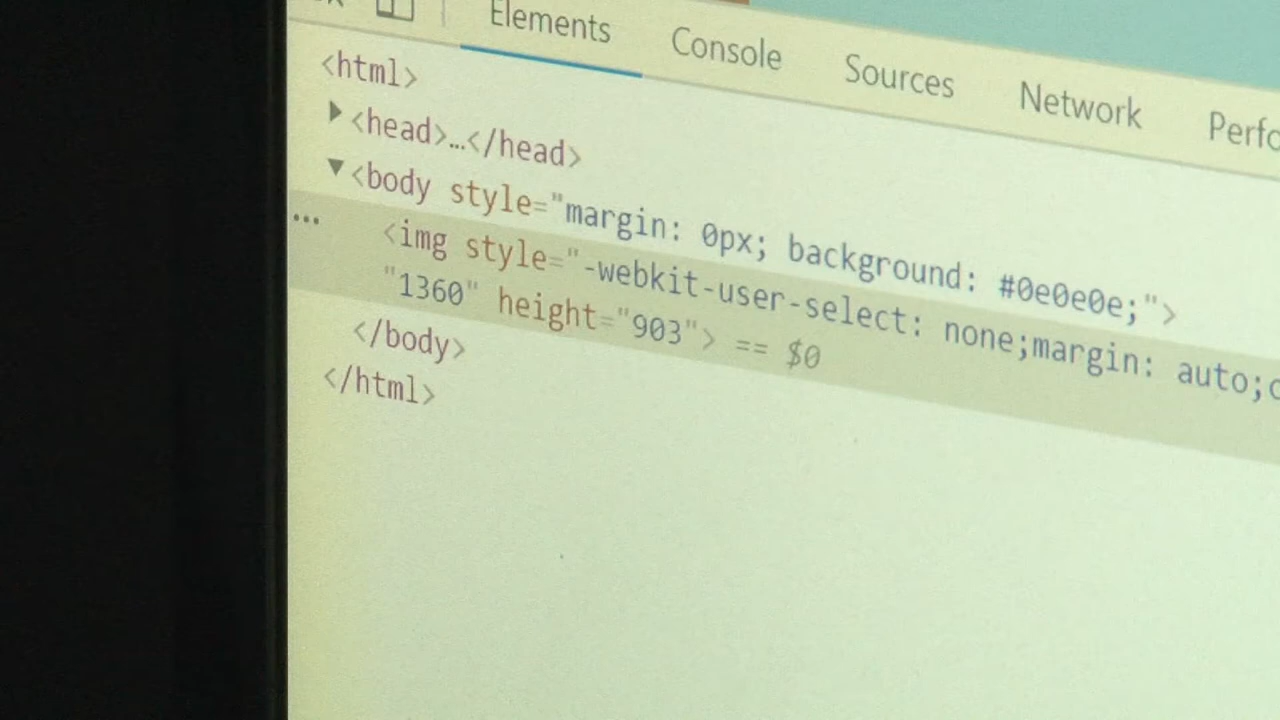 Elements Console Sources Network
<html>
<head>…</head>
<body style="margin: 0px; background: #0e0e0e;">
<img style="-webkit-user-select: none;margin: auto;
"1360" height="903"> == $0
</body>
</html>